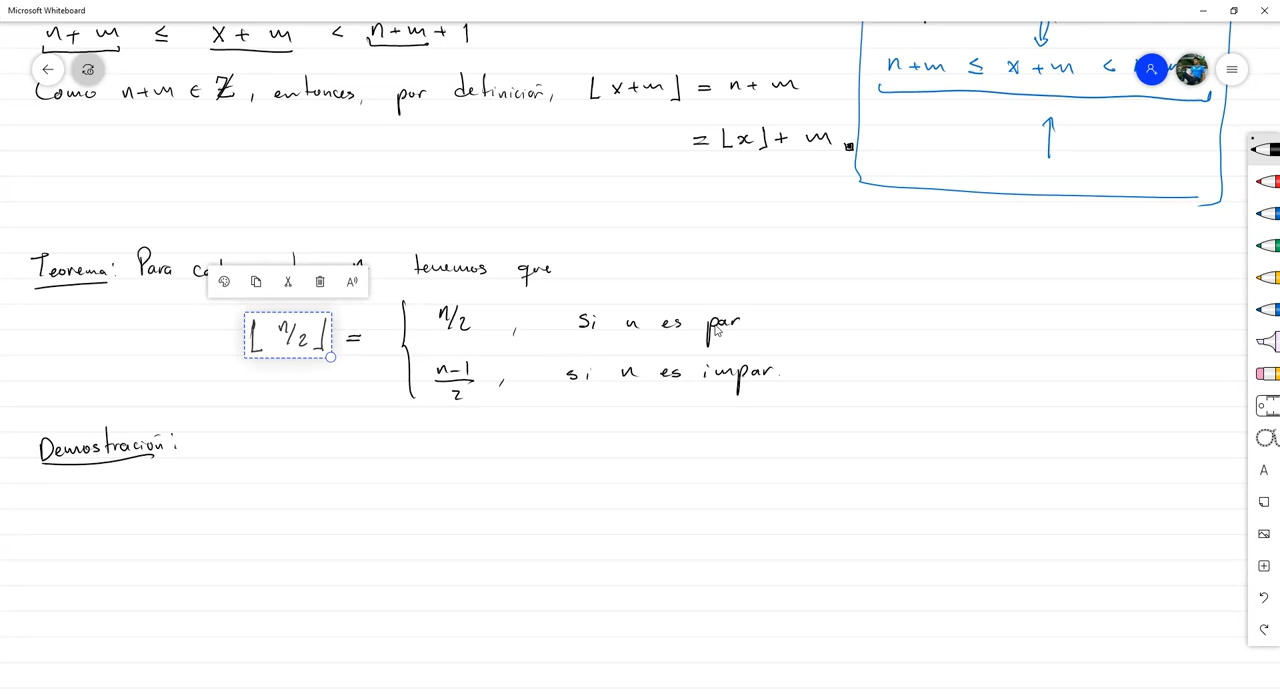 Microsoft Whiteboard
n+m ≤ x+m < n+m+1
n+m ≤ x+m <
Como n+m ∈ ℤ, entonces, por definición, ⌊x+m⌋ = n+m
= ⌊x⌋ + m
Teorema: Para tenemos que
⌊n/2⌋ = { n/2 , si n es par
n-1/2 , si n es impar.
Demostración: